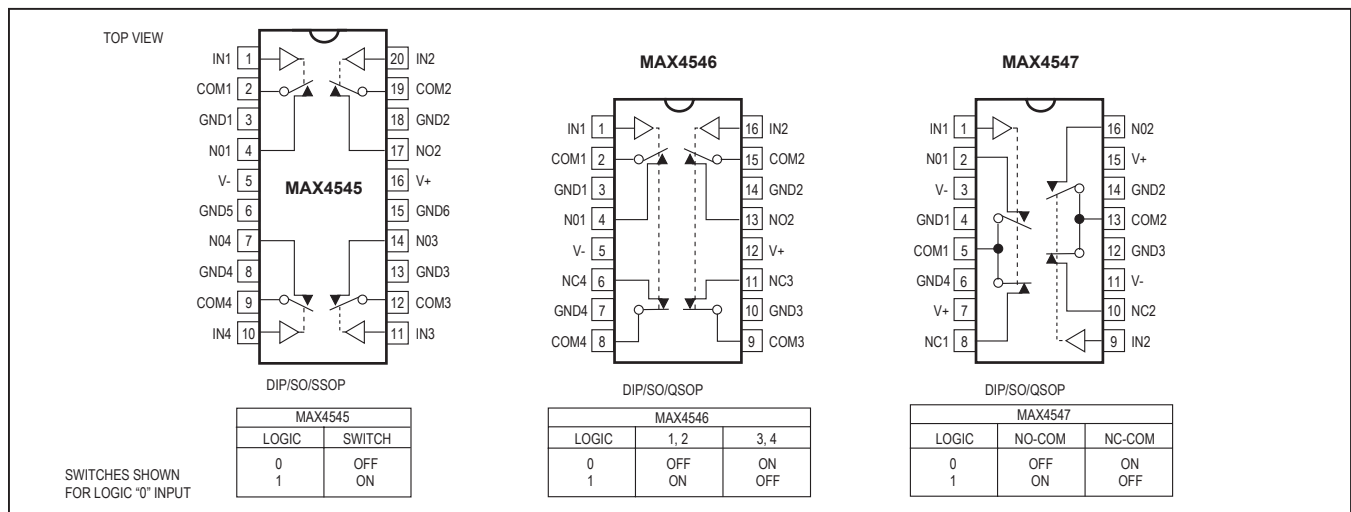 TOP VIEW
MAX4545
IN1 1
COM1 2
GND1 3
N01 4
V- 5
GND5 6
N04 7
GND4 8
COM4 9
IN4 10
20 IN2
19 COM2
18 GND2
17 NO2
16 V+
15 GND6
14 N03
13 GND3
12 COM3
11 IN3
DIP/SO/SSOP
MAX4545
LOGIC SWITCH
0 OFF
1 ON
SWITCHES SHOWN
FOR LOGIC “0” INPUT
MAX4546
IN1 1
COM1 2
GND1 3
N01 4
V- 5
NC4 6
GND4 7
COM4 8
16 IN2
15 COM2
14 GND2
13 NO2
12 V+
11 NC3
10 GND3
9 COM3
DIP/SO/QSOP
MAX4546
LOGIC 1, 2 3, 4
0 OFF ON
1 ON OFF
MAX4547
IN1 1
N01 2
V- 3
GND1 4
COM1 5
GND4 6
V+ 7
NC1 8
16 N02
15 V+
14 GND2
13 COM2
12 GND3
11 V-
10 NC2
9 IN2
DIP/SO/QSOP
MAX4547
LOGIC NO-COM NC-COM
0 OFF ON
1 ON OFF